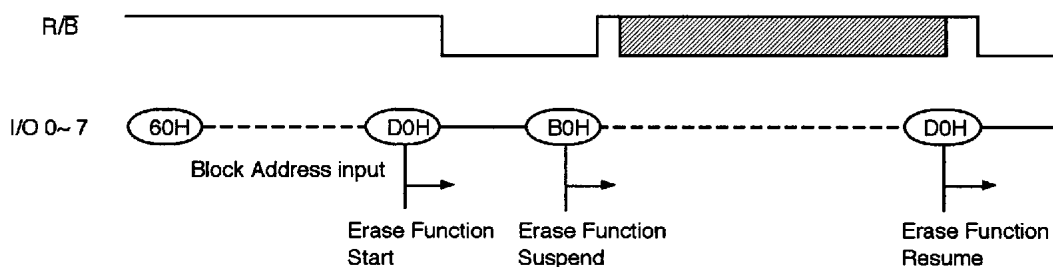 R/B̅
I/O 0~ 7
60H
D0H
B0H
D0H
Block Address input
Erase Function
Start
Erase Function
Suspend
Erase Function
Resume